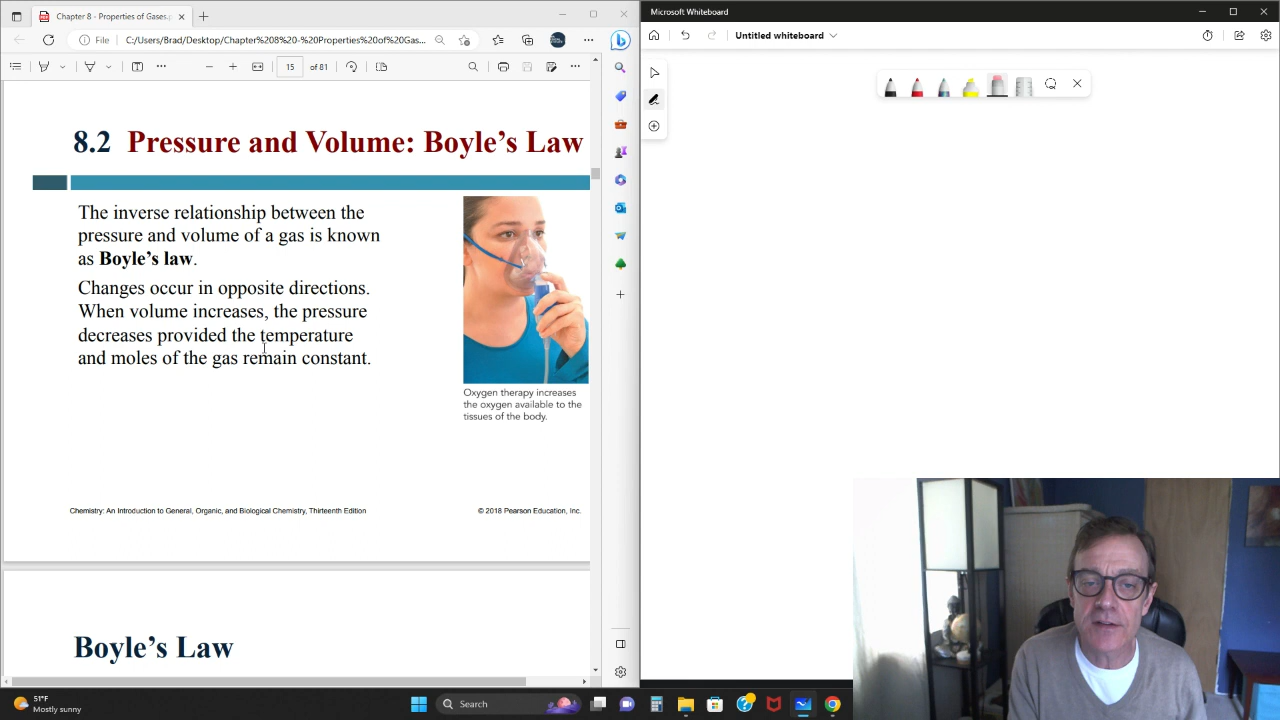 Chapter 8 - Properties of Gases.p
Microsoft Whiteboard
File
C:/Users/Brad/Desktop/Chapter%208%20-%20Properties%20of%20Gas...
Untitled whiteboard
15 of 81
8.2 Pressure and Volume: Boyle's Law
The inverse relationship between the
pressure and volume of a gas is known
as Boyle's law.
Changes occur in opposite directions.
When volume increases, the pressure
decreases provided the temperature
and moles of the gas remain constant.
Oxygen therapy increases
the oxygen available to the
tissues of the body.
Chemistry: An Introduction to General, Organic, and Biological Chemistry, Thirteenth Edition
© 2018 Pearson Education, Inc.
Boyle's Law
51°F
Mostly sunny
Search